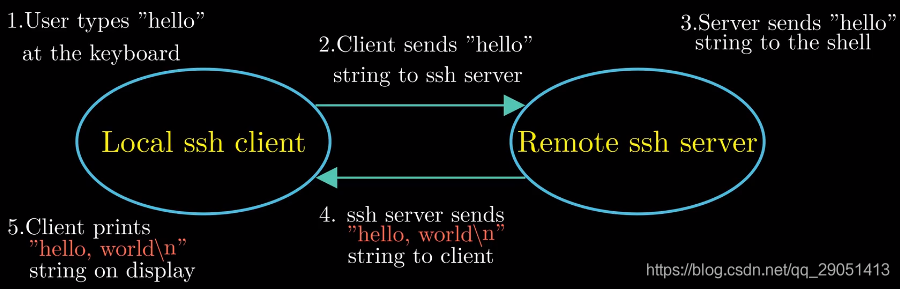 1.User types "hello"
at the keyboard
2.Client sends "hello"
string to ssh server
3.Server sends "hello"
string to the shell
Local ssh client
Remote ssh server
4. ssh server sends
"hello, world\n"
string to client
5.Client prints
"hello, world\n"
string on display
https://blog.csdn.net/qq_29051413